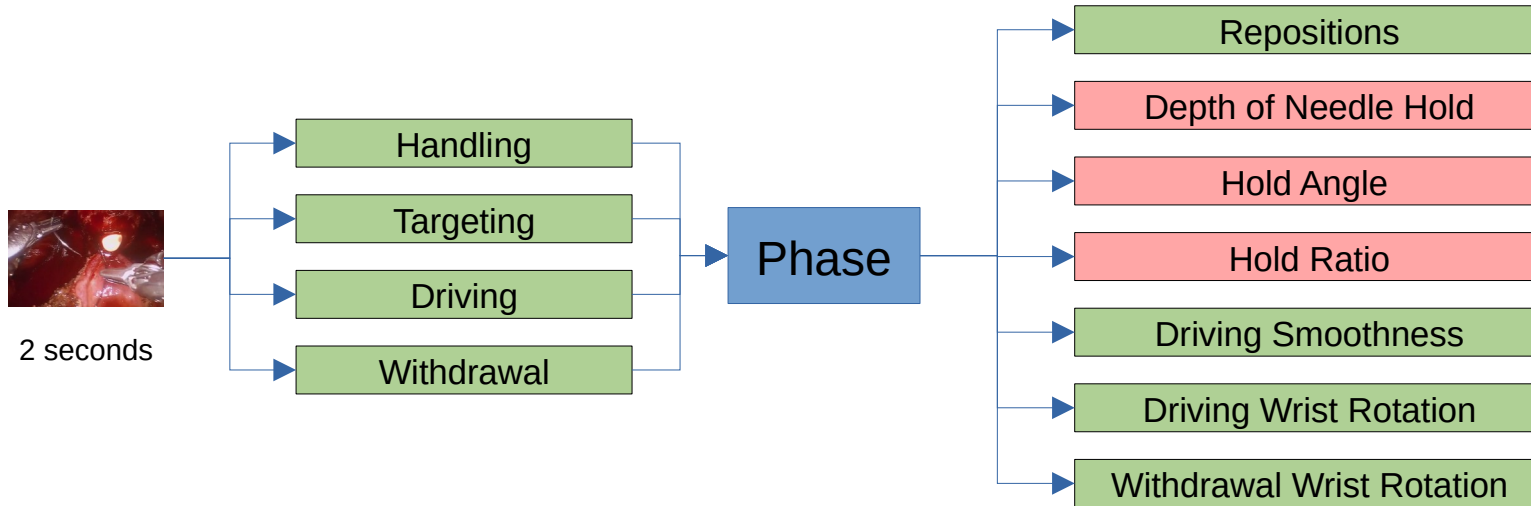 2 seconds
Handling
Targeting
Driving
Withdrawal
Phase
Repositions
Depth of Needle Hold
Hold Angle
Hold Ratio
Driving Smoothness
Driving Wrist Rotation
Withdrawal Wrist Rotation